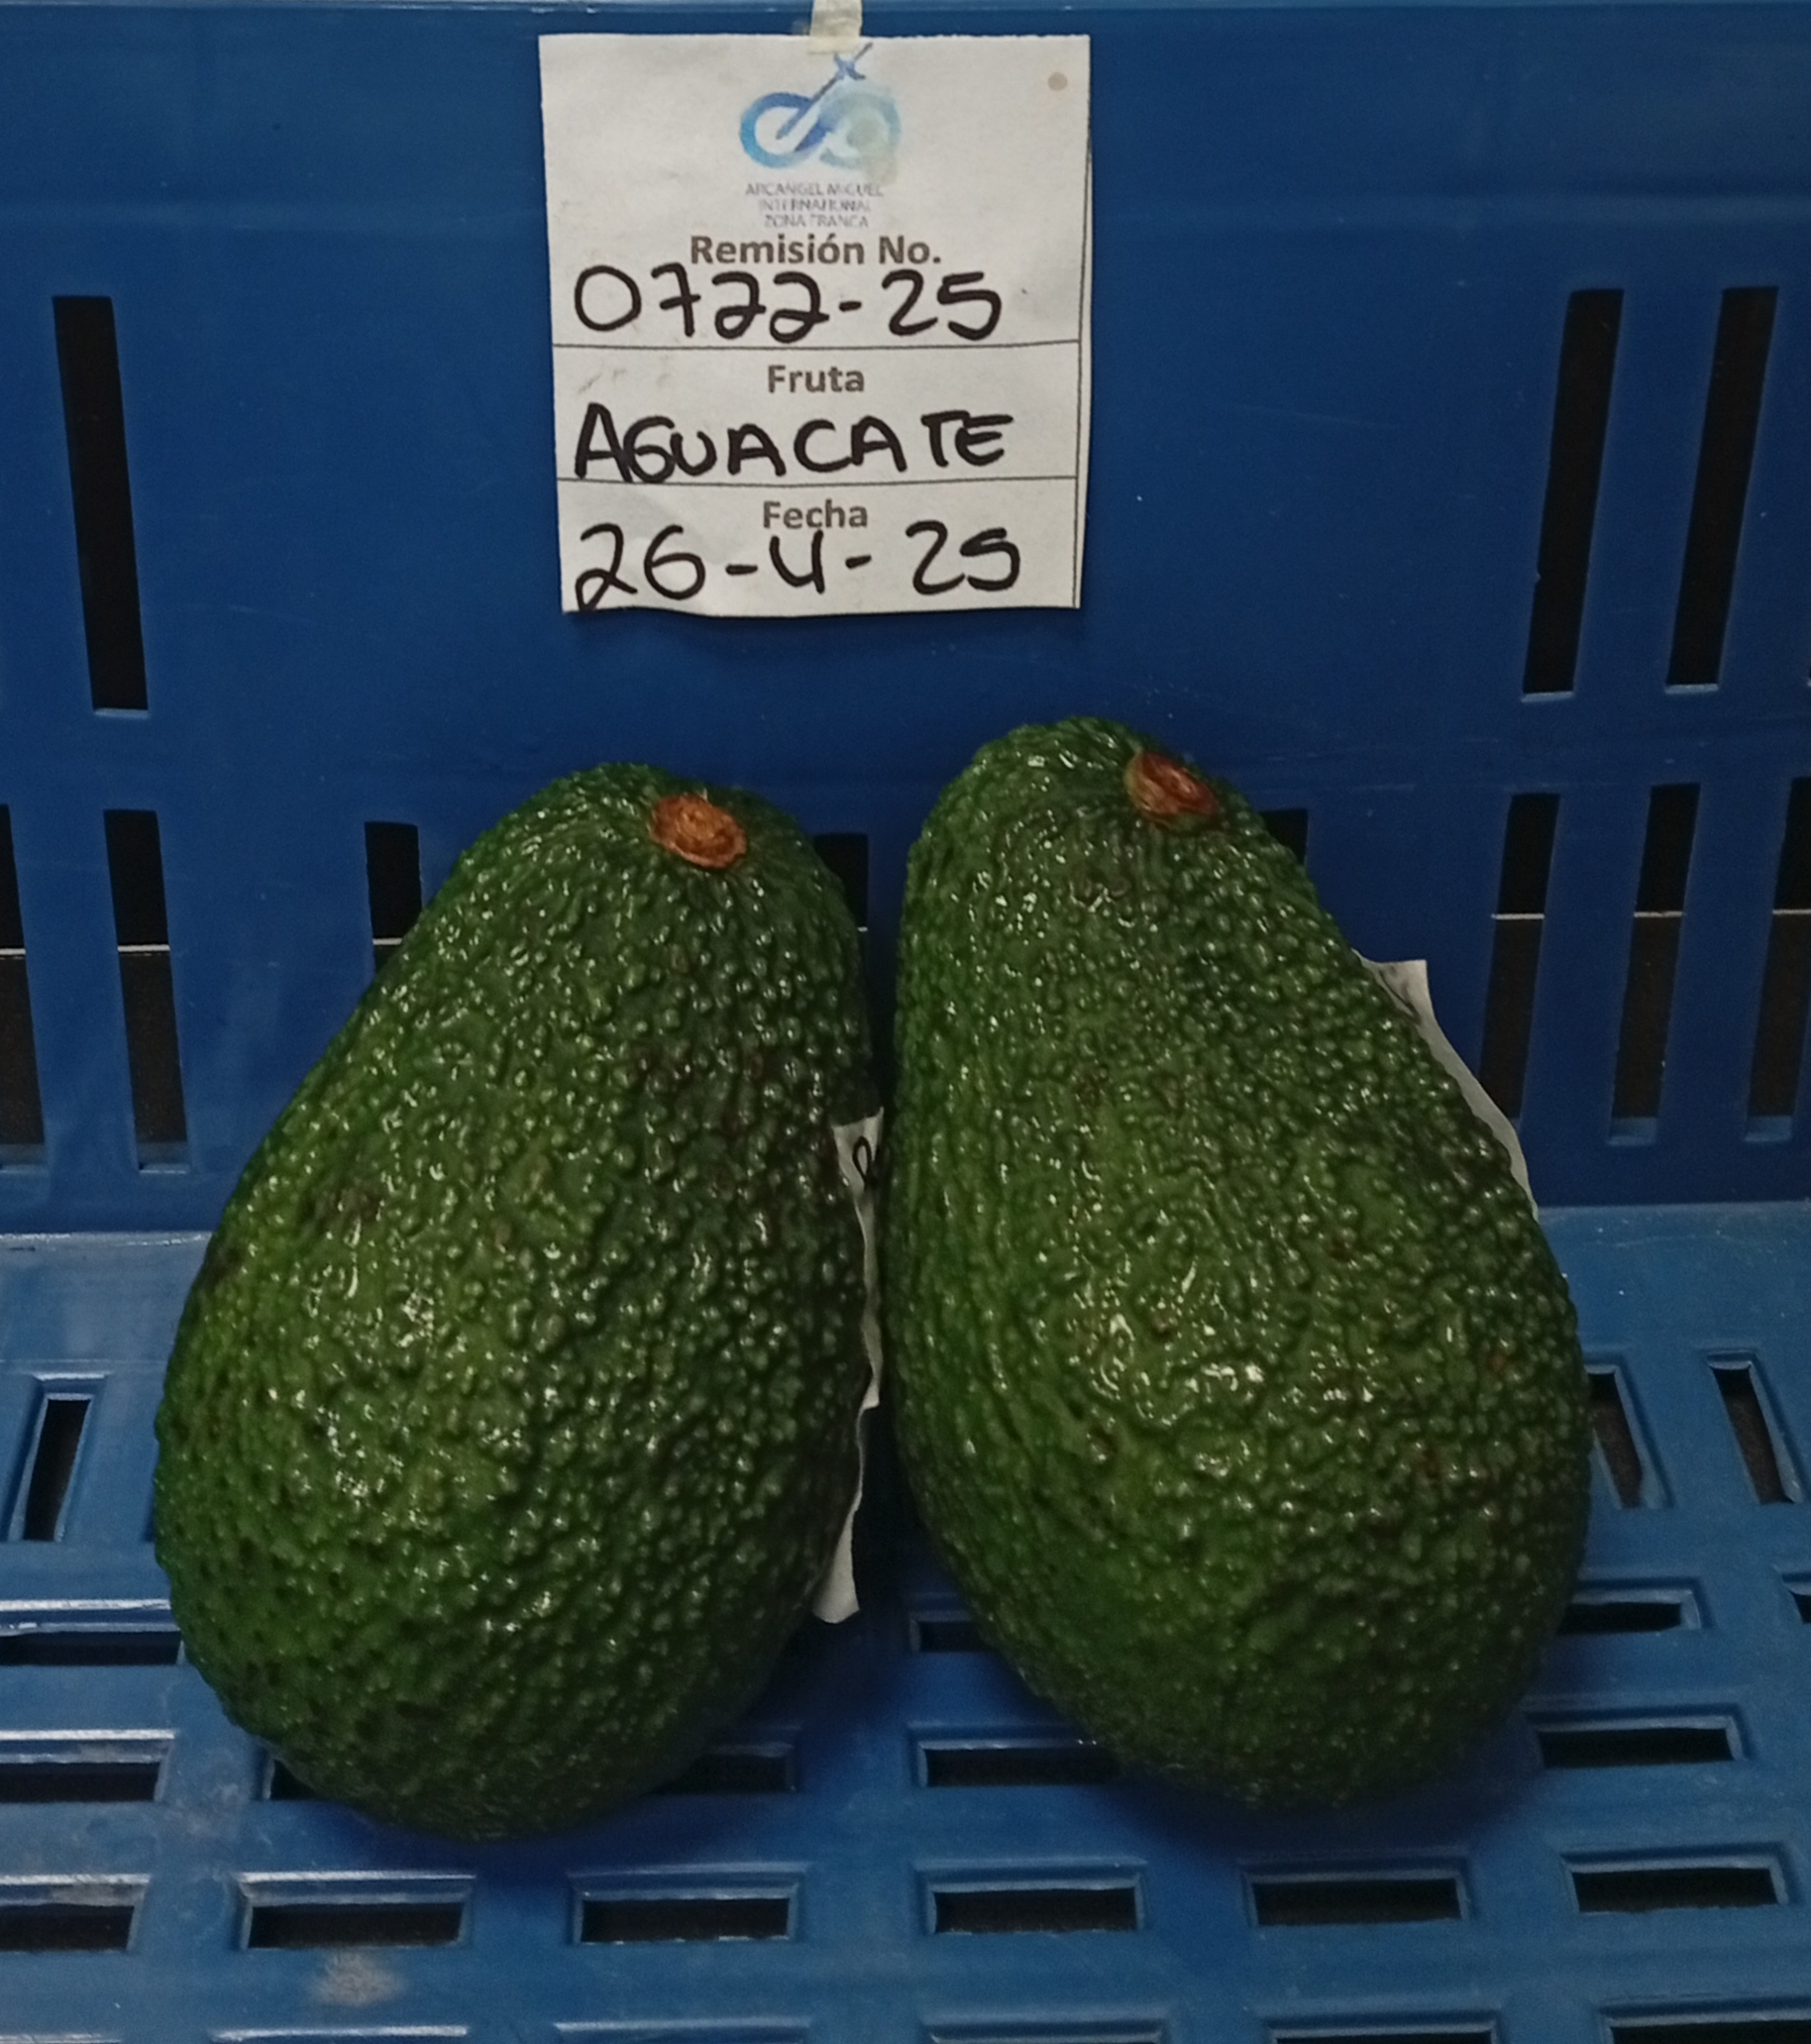 ARCANGEL MIGUEL
INTERNATIONAL
ZONA FRANCA
Remisión No.
0722-25
Fruta
AGUACATE
Fecha
26-4-25